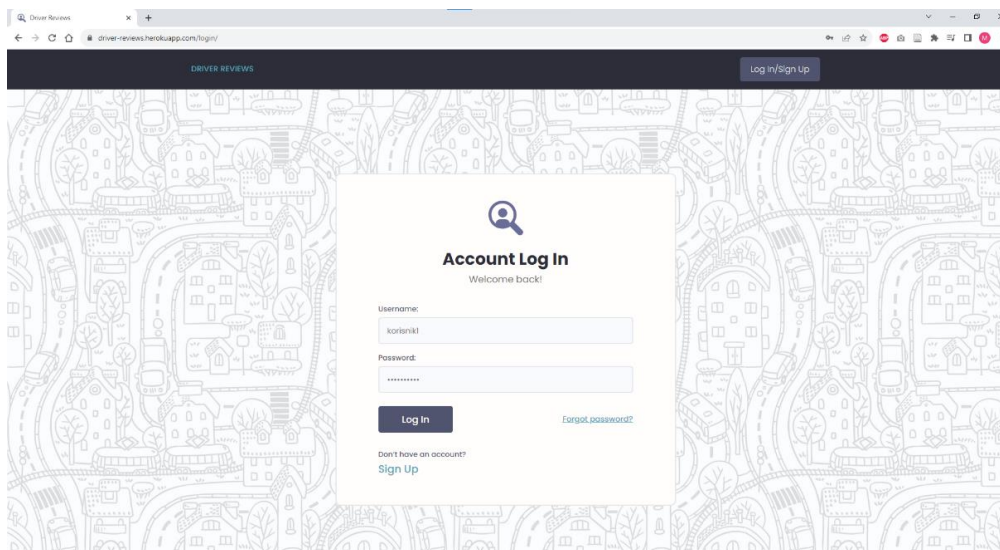 Driver Reviews
driver-reviews.herokuapp.com/login/
DRIVER REVIEWS
Log In/Sign Up
Account Log In
Welcome back!
Username:
korisnik1
Password:
••••••••••
Log In
Forgot password?
Don't have an account?
Sign Up